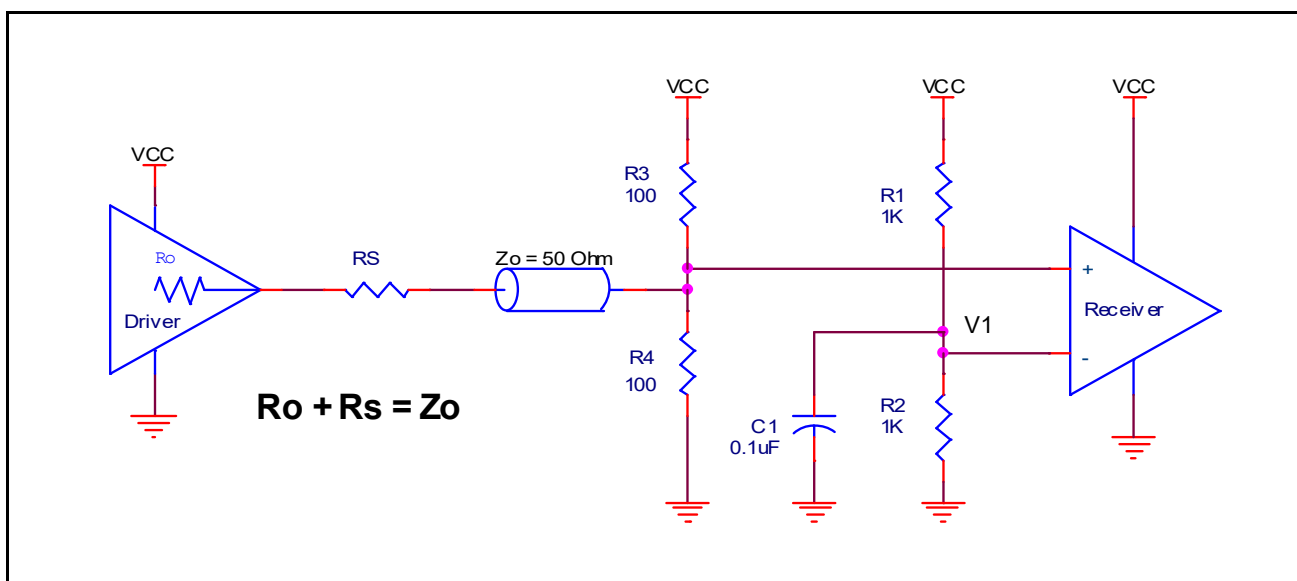 VCC
Ro
Driver
RS
Zo = 50 Ohm
VCC
R3
100
R4
100
VCC
R1
1K
V1
R2
1K
C1
0.1uF
VCC
+
-
Receiver
Ro + Rs = Zo